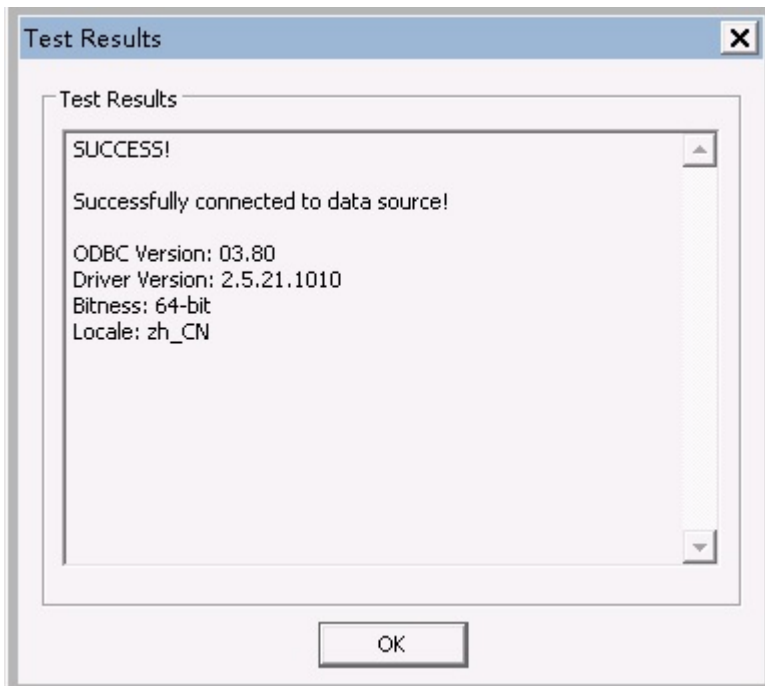 Test Results
Test Results
SUCCESS!
Successfully connected to data source!
ODBC Version: 03.80
Driver Version: 2.5.21.1010
Bitness: 64-bit
Locale: zh_CN
OK